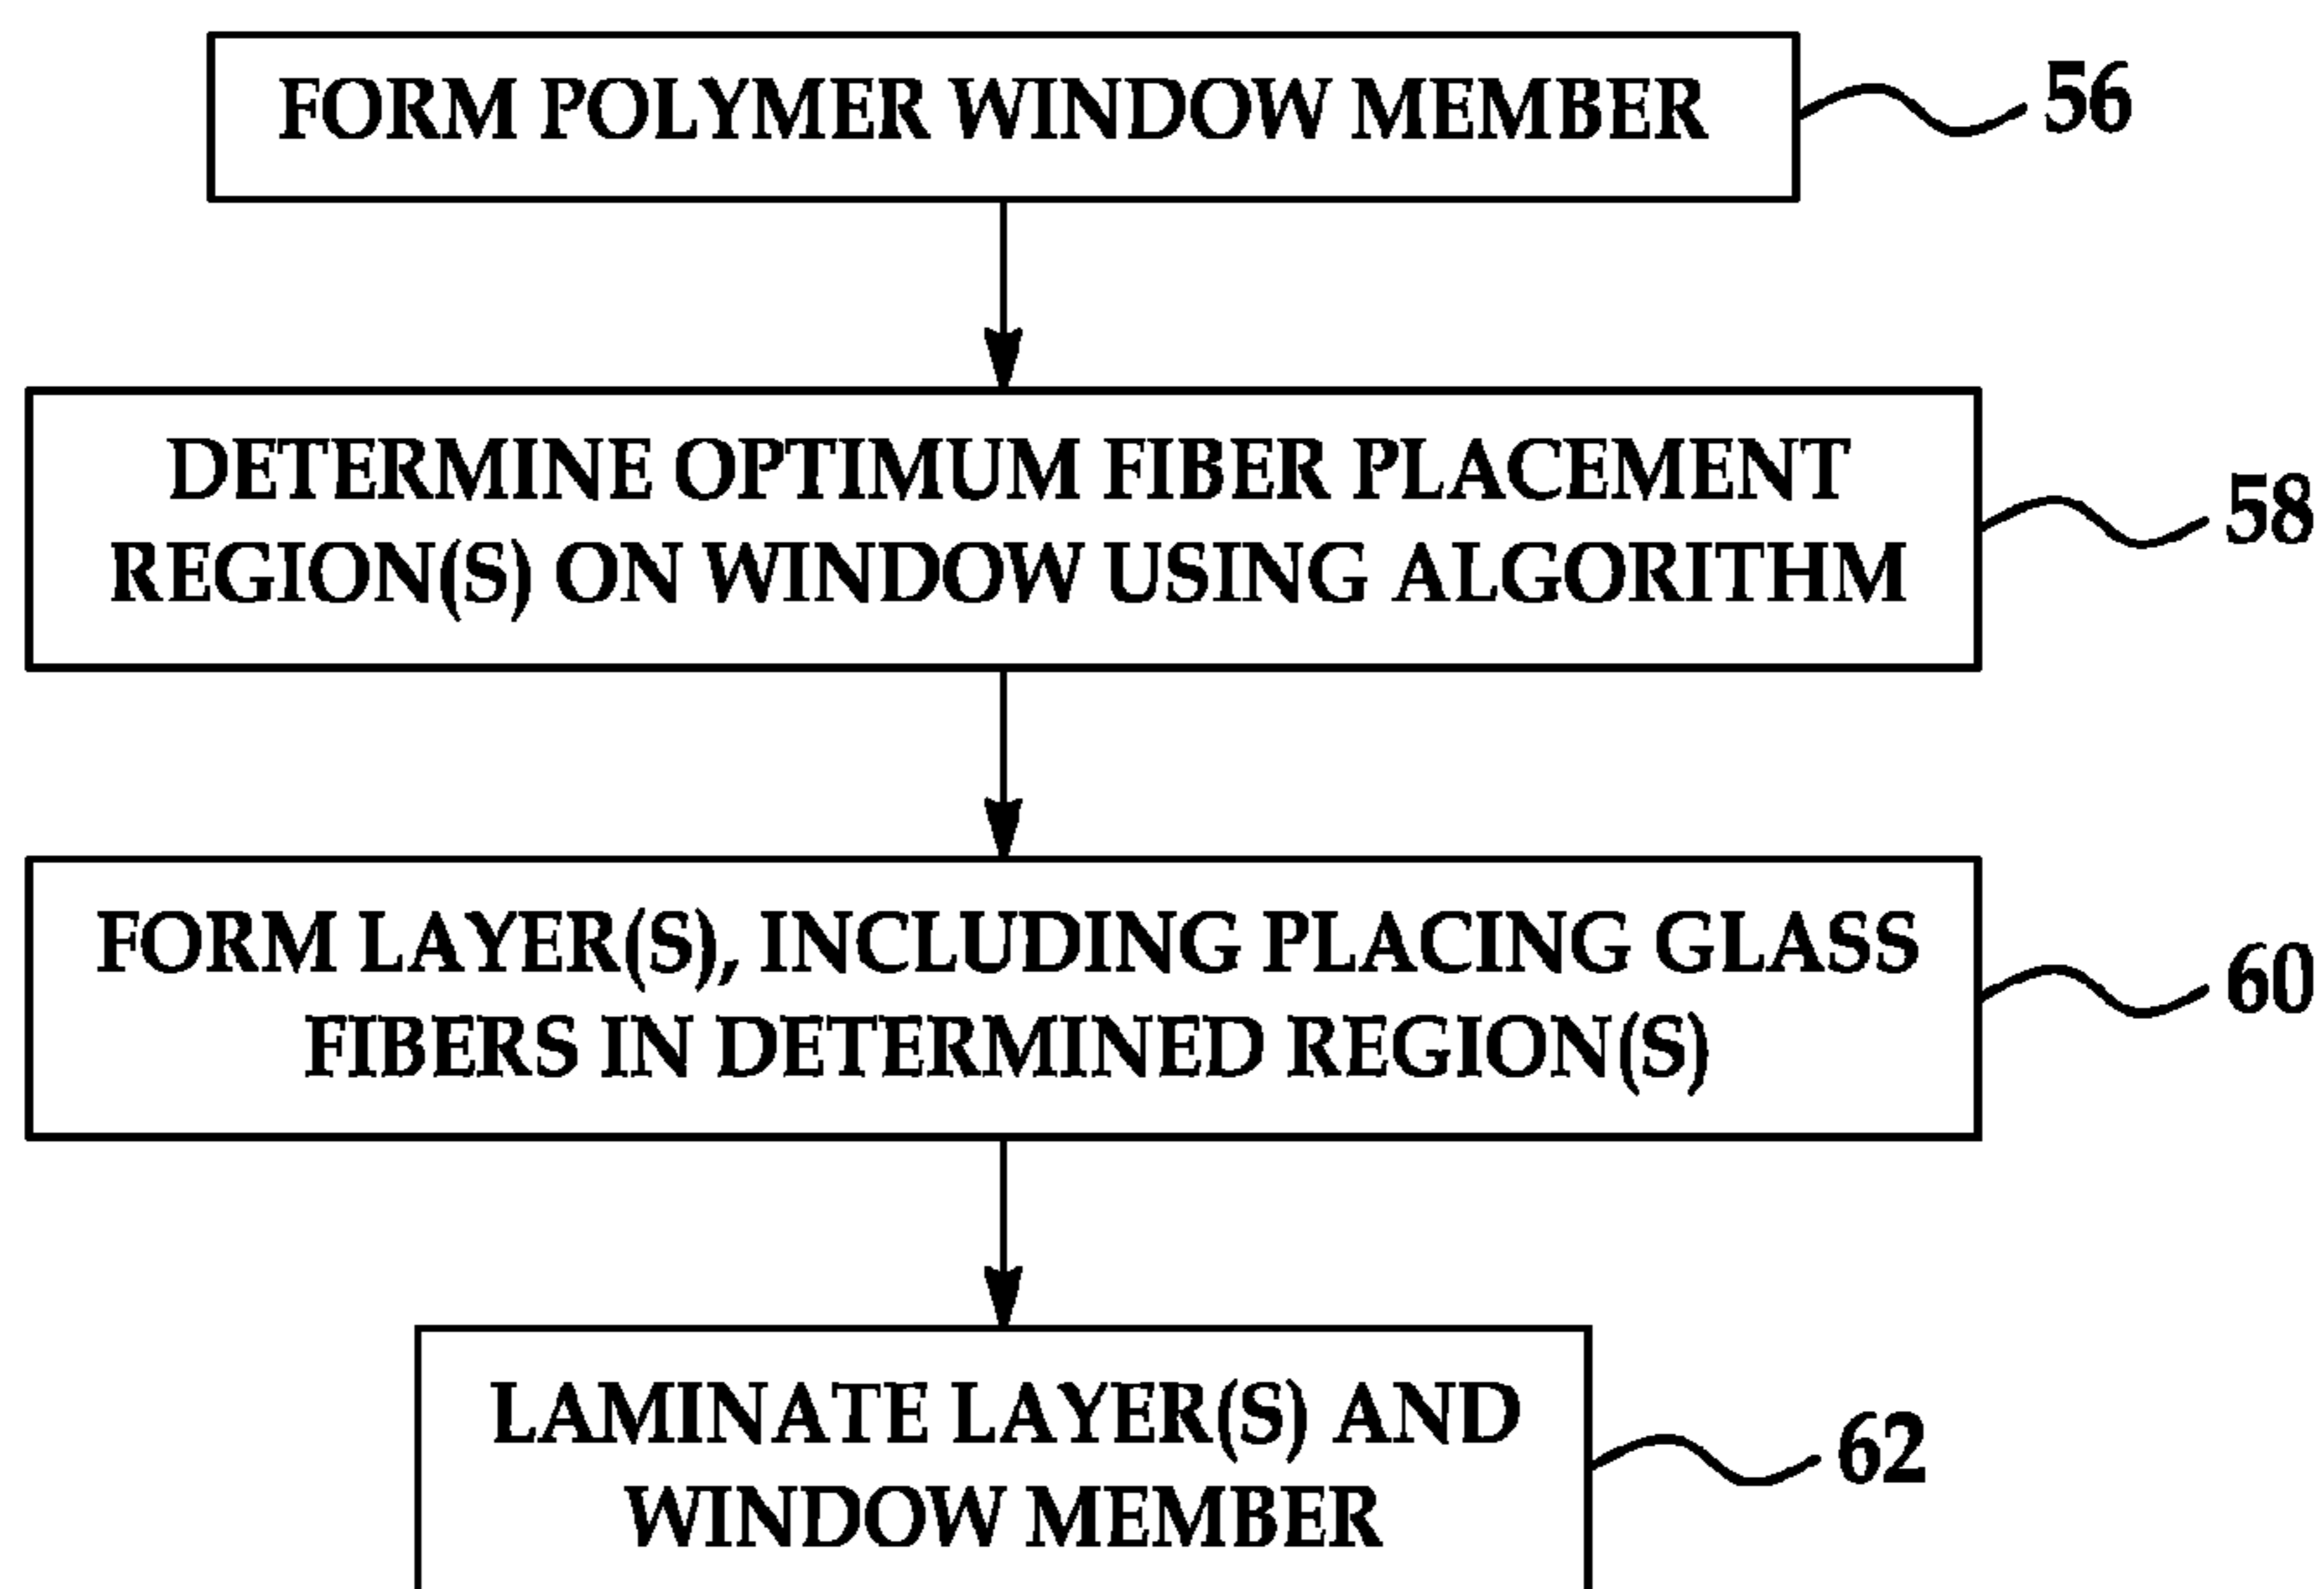 FORM POLYMER WINDOW MEMBER
56
DETERMINE OPTIMUM FIBER PLACEMENT
REGION(S) ON WINDOW USING ALGORITHM
58
FORM LAYER(S), INCLUDING PLACING GLASS
FIBERS IN DETERMINED REGION(S)
60
LAMINATE LAYER(S) AND
WINDOW MEMBER
62